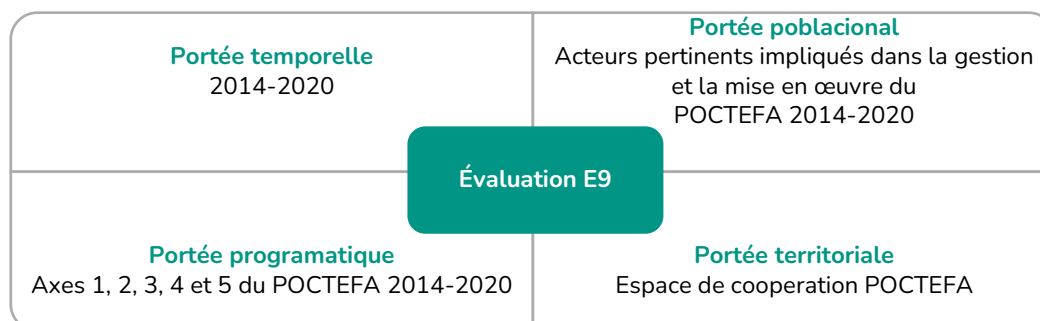 Portée temporelle
2014-2020
Portée poblacional
Acteurs pertinents impliqués dans la gestion
et la mise en œuvre du
POCTEFA 2014-2020
Évaluation E9
Portée programatique
Axes 1, 2, 3, 4 et 5 du POCTEFA 2014-2020
Portée territoriale
Espace de cooperation POCTEFA